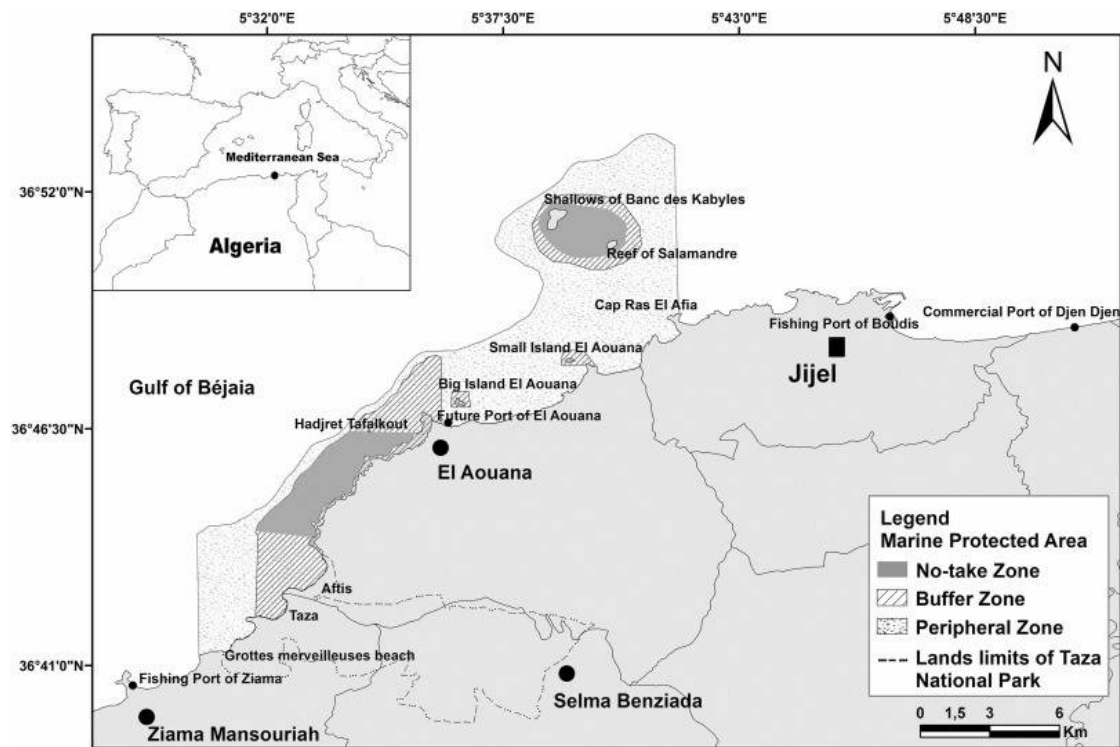 5°32'0"E
5°37'30"E
5°43'0"E
5°48'30"E
N
Mediterranean Sea
Algeria
36°52'0"N
Shallows of Banc des Kabyles
Reef of Salamandre
Cap Ras El Afia
Commercial Port of Djen Djen
Fishing Port of Boudis
Small Island El Aouana
Jijel
Gulf of Béjaia
Big Island El Aouana
Hadjret Tafalkout
Future Port of El Aouana
36°46'30"N
El Aouana
Legend
Marine Protected Area
No-take Zone
Buffer Zone
Peripheral Zone
Lands limits of Taza
National Park
0 1,5 3 6
Km
Aftis
Taza
Grottes merveilleuses beach
36°41'0"N
Fishing Port of Ziama
Selma Benziada
Ziama Mansouriah